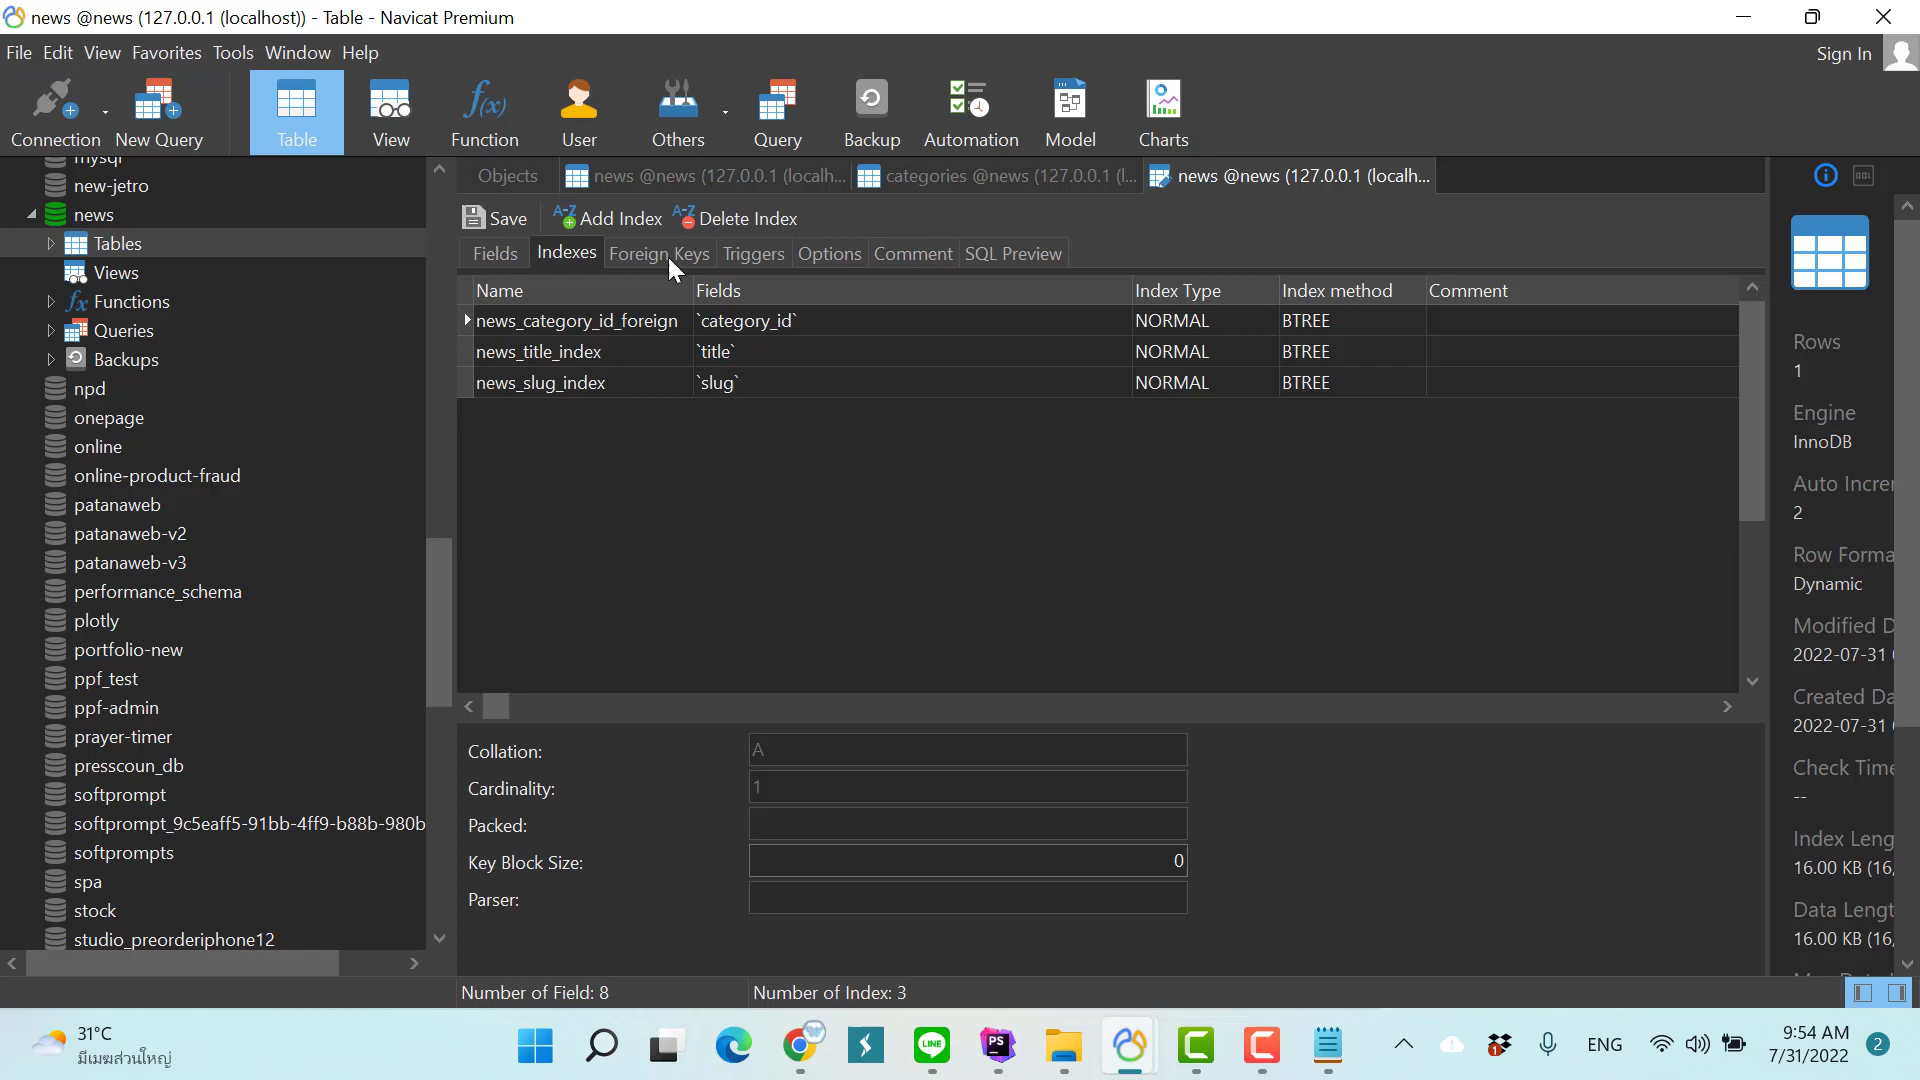 news @news (127.0.0.1 (localhost)) - Table - Navicat Premium
File Edit View Favorites Tools Window Help
Sign In
Connection New Query Table View Function User Others Query Backup Automation Model Charts
Objects news @news (127.0.0.1 (localh... categories @news (127.0.0.1 (l... news @news (127.0.0.1 (localh...
Save Add Index Delete Index
Fields Indexes Foreign Keys Triggers Options Comment SQL Preview
Name Fields Index Type Index method Comment
news_category_id_foreign `category_id` NORMAL BTREE
news_title_index `title` NORMAL BTREE
news_slug_index `slug` NORMAL BTREE
mysql
new-jetro
news
Tables
Views
Functions
Queries
Backups
npd
onepage
online
online-product-fraud
patanaweb
patanaweb-v2
patanaweb-v3
performance_schema
plotly
portfolio-new
ppf_test
ppf-admin
prayer-timer
presscoun_db
softprompt
softprompt_9c5eaff5-91bb-4ff9-b88b-980b
softprompts
spa
stock
studio_preorderiphone12
Collation: A
Cardinality: 1
Packed:
Key Block Size: 0
Parser:
Rows
1
Engine
InnoDB
Auto Increr
2
Row Forma
Dynamic
Modified D
2022-07-31
Created Da
2022-07-31
Check Time
--
Index Leng
16.00 KB (16,
Data Lengt
16.00 KB (16,
Number of Field: 8 Number of Index: 3
31°C
มีเมฆส่วนใหญ่
ENG
9:54 AM
7/31/2022
2